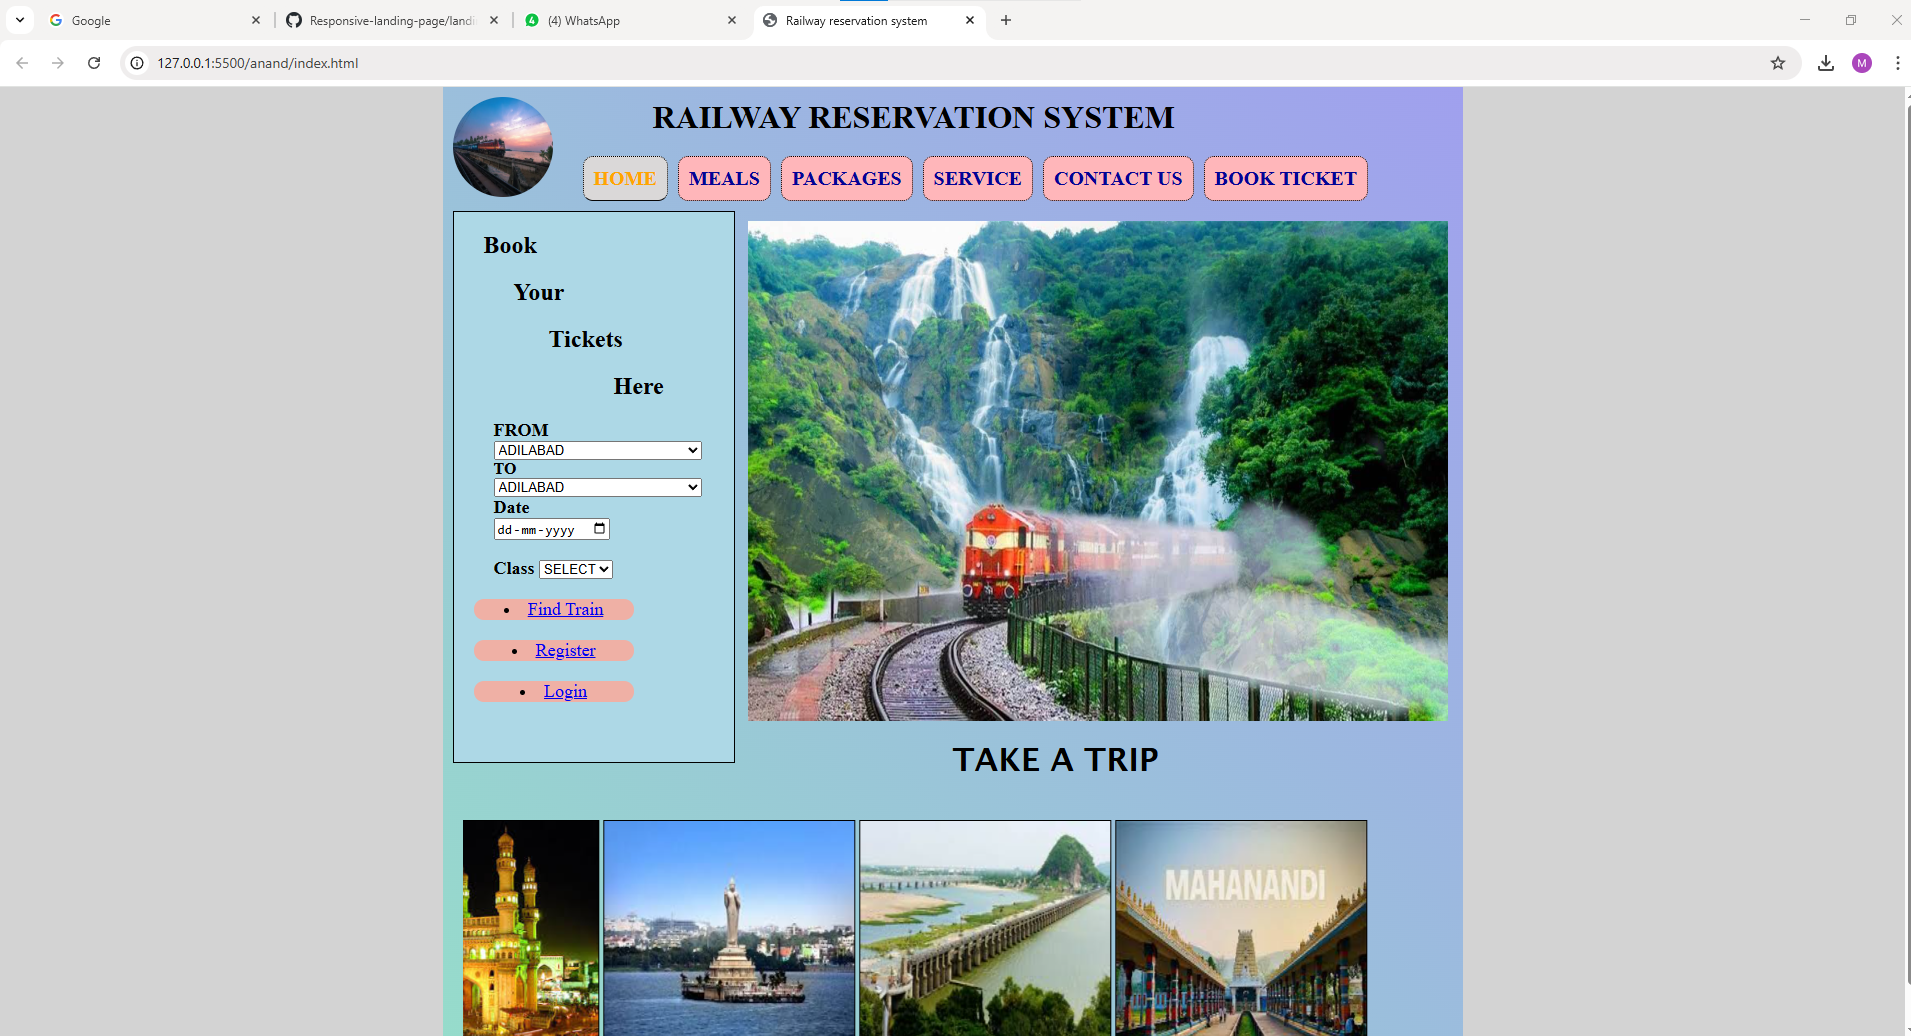 Google
Responsive-landing-page/landi
4
(4) WhatsApp
Railway reservation system
127.0.0.1:5500/anand/index.html
M
RAILWAY RESERVATION SYSTEM
HOME MEALS PACKAGES SERVICE CONTACT US BOOK TICKET
Book
Your
Tickets
Here
FROM
ADILABAD
TO
ADILABAD
Date
dd-mm-yyyy
Class SELECT
Find Train
Register
Login
TAKE A TRIP
MAHANANDI